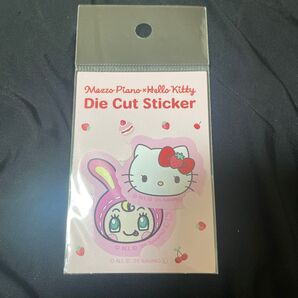 Mezzo Piano × Hello Kitty
Die Cut Sticker